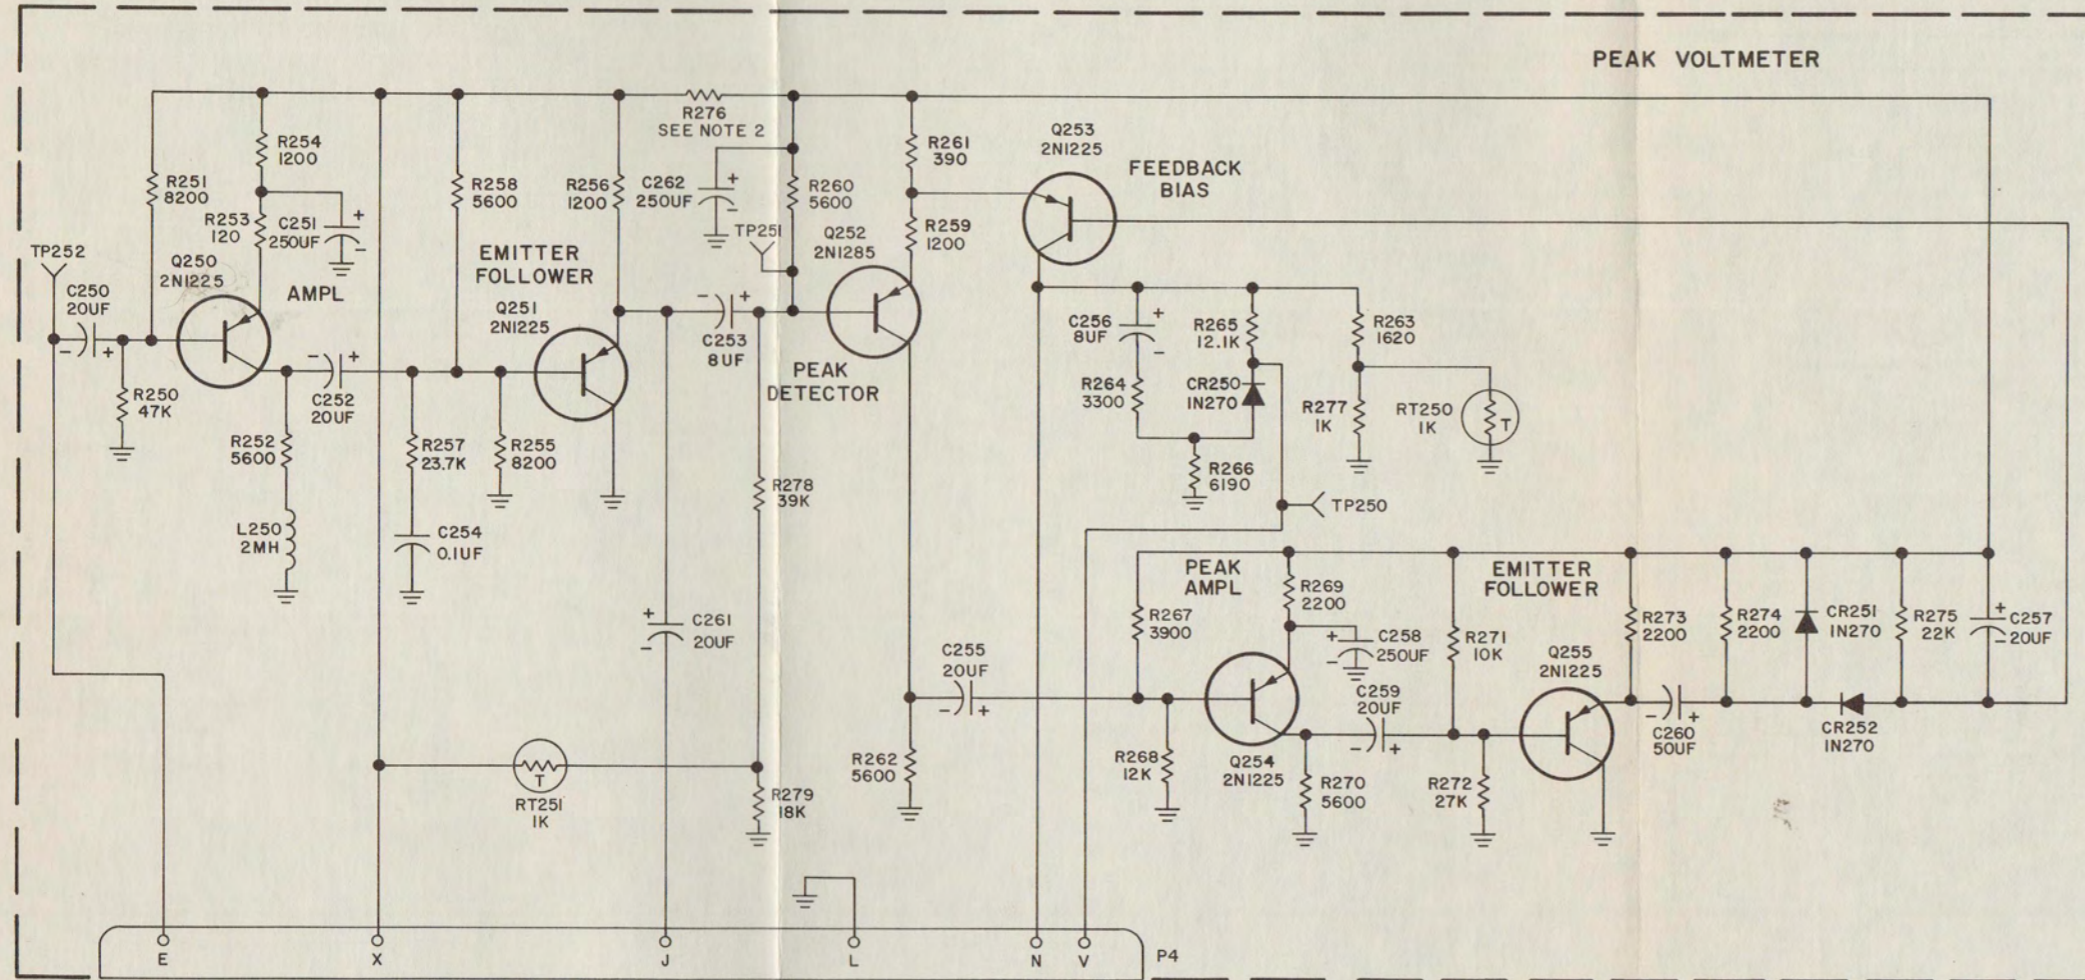 PEAK VOLTMETER
R276
SEE NOTE 2
R254
1200
R251
8200
R253
120
C251
250UF
TP252
C250
20UF
Q250
2N1225
AMPL
R250
47K
C252
20UF
R252
5600
L250
2MH
R258
5600
R256
1200
EMITTER
FOLLOWER
Q251
2N1225
R257
23.7K
R255
8200
C254
0.1UF
C262
250UF
TP251
R260
5600
C253
8UF
Q252
2N1285
PEAK
DETECTOR
R261
390
R259
1200
Q253
2N1225
FEEDBACK
BIAS
C256
8UF
R265
12.1K
R263
1620
R264
3300
CR250
1N270
R277
1K
RT250
1K
T
R266
6190
TP250
R278
39K
C261
20UF
RT251
1K
T
R279
18K
C255
20UF
R262
5600
PEAK
AMPL
R267
3900
R269
2200
C258
250UF
R268
12K
Q254
2N1225
C259
20UF
R270
5600
R271
10K
R272
27K
EMITTER
FOLLOWER
Q255
2N1225
R273
2200
R274
2200
CR251
1N270
R275
22K
C257
20UF
C260
50UF
CR252
1N270
E X J L N V P4